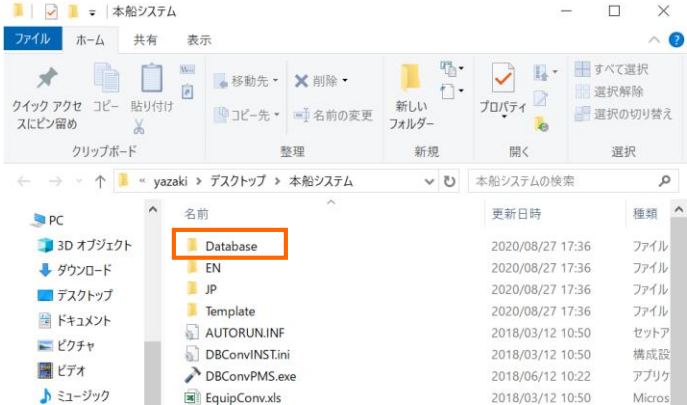 本船システム
ファイル ホーム 共有 表示
クイック アクセスにピン留め
コピー
貼り付け
クリップボード
移動先
コピー先
削除
名前の変更
整理
新しい
フォルダー
新規
プロパティ
開く
すべて選択
選択解除
選択の切り替え
選択
« yazaki › デスクトップ › 本船システム
本船システムの検索
PC
3D オブジェクト
ダウンロード
デスクトップ
ドキュメント
ピクチャ
ビデオ
ミュージック
名前 更新日時 種類
Database 2020/08/27 17:36 ファイル
EN 2020/08/27 17:36 ファイル
JP 2020/08/27 17:36 ファイル
Template 2020/08/27 17:36 ファイル
AUTORUN.INF 2018/03/12 10:50 セットア
DBConvINST.ini 2018/03/12 10:50 構成設
DBConvPMS.exe 2018/06/12 10:22 アプリケ
EquipConv.xls 2018/03/12 10:50 Micros